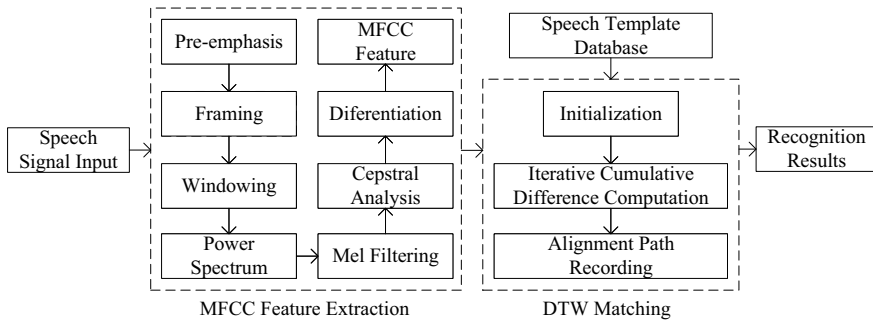 Speech
Signal Input
Pre-emphasis
Framing
Windowing
Power
Spectrum
Mel Filtering
Cepstral
Analysis
Diferentiation
MFCC
Feature
MFCC Feature Extraction
Speech Template
Database
Initialization
Iterative Cumulative
Difference Computation
Alignment Path
Recording
DTW Matching
Recognition
Results